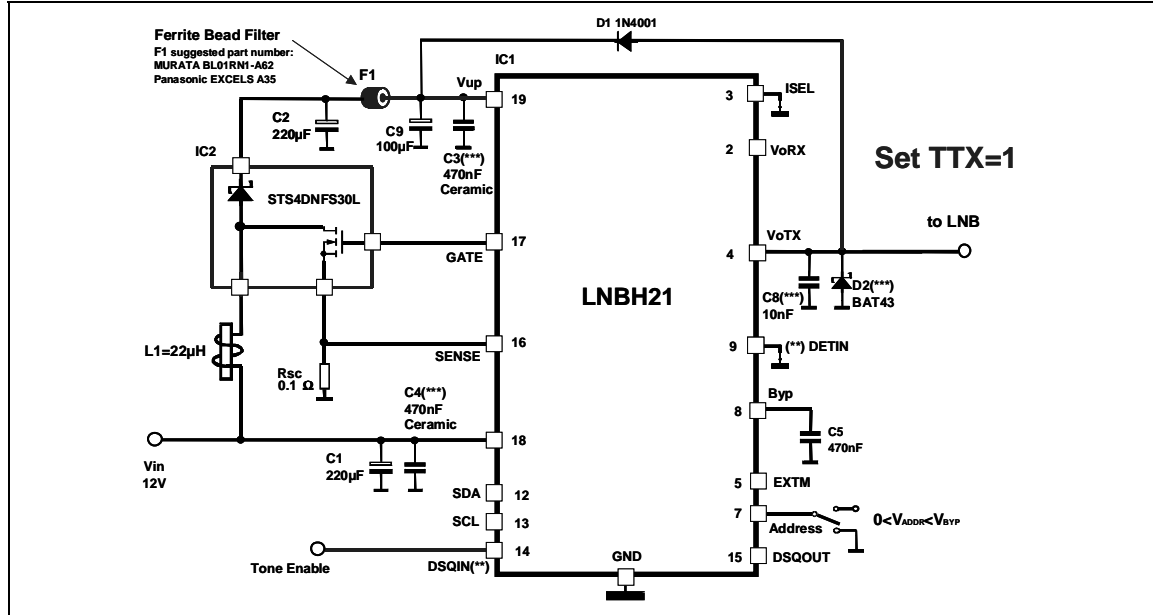 D1 1N4001
Ferrite Bead Filter
F1 suggested part number:
MURATA BL01RN1-A62
Panasonic EXCELS A35
F1
IC1
Vup
19
C2
220µF
C9
100µF
C3(***)
470nF
Ceramic
3
ISEL
2
VoRX
Set TTX=1
IC2
STS4DNFS30L
17
GATE
VoTX
4
to LNB
C8(***)
10nF
D2(***)
BAT43
LNBH21
L1=22µH
16
SENSE
Rsc
0.1 Ω
9
(**) DETIN
C4(***)
470nF
Ceramic
Byp
8
C5
470nF
18
Vin
12V
C1
220µF
5
EXTM
SDA
12
7
Address
0<VADDR<VBYP
SCL
13
14
DSQIN(**)
Tone Enable
GND
15
DSQOUT